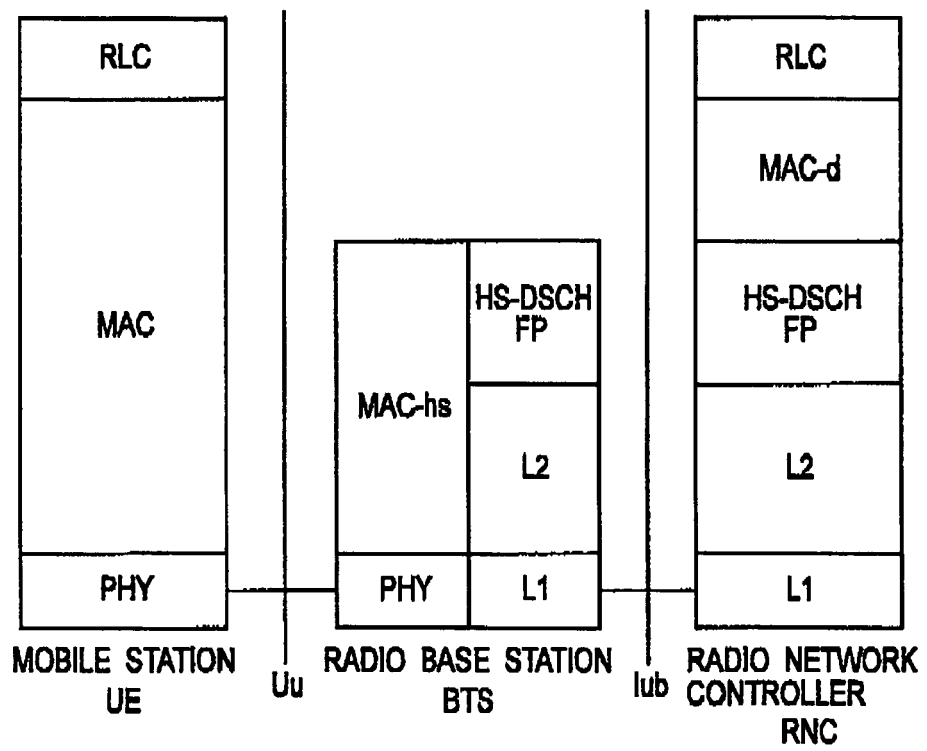 RLC
MAC
PHY
MOBILE STATION
UE
Uu
MAC-hs
PHY
HS-DSCH
FP
L2
L1
RADIO BASE STATION
BTS
Iub
RLC
MAC-d
HS-DSCH
FP
L2
L1
RADIO NETWORK
CONTROLLER
RNC